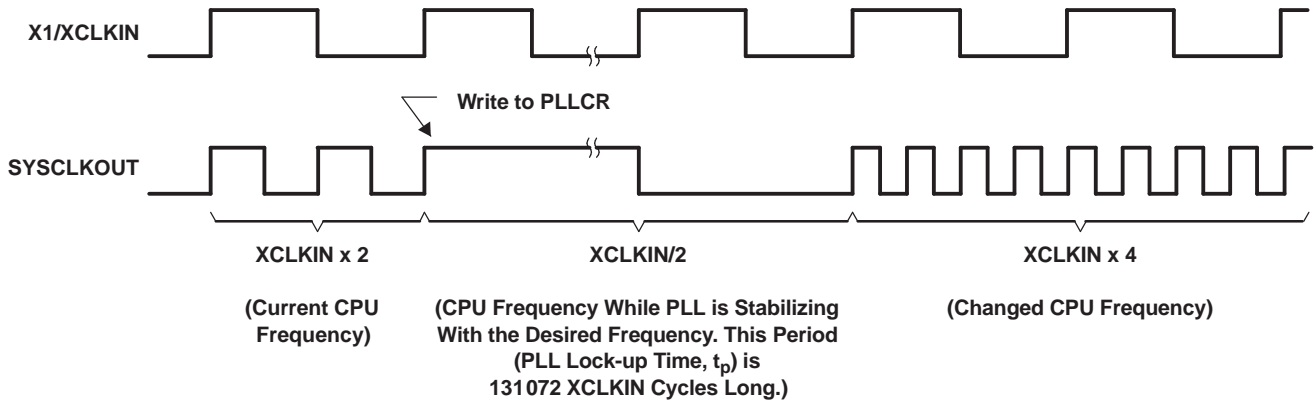 X1/XCLKIN
Write to PLLCR
SYSCLKOUT
XCLKIN x 2
(Current CPU
Frequency)
XCLKIN/2
(CPU Frequency While PLL is Stabilizing
With the Desired Frequency. This Period
(PLL Lock-up Time, tp) is
131072 XCLKIN Cycles Long.)
XCLKIN x 4
(Changed CPU Frequency)